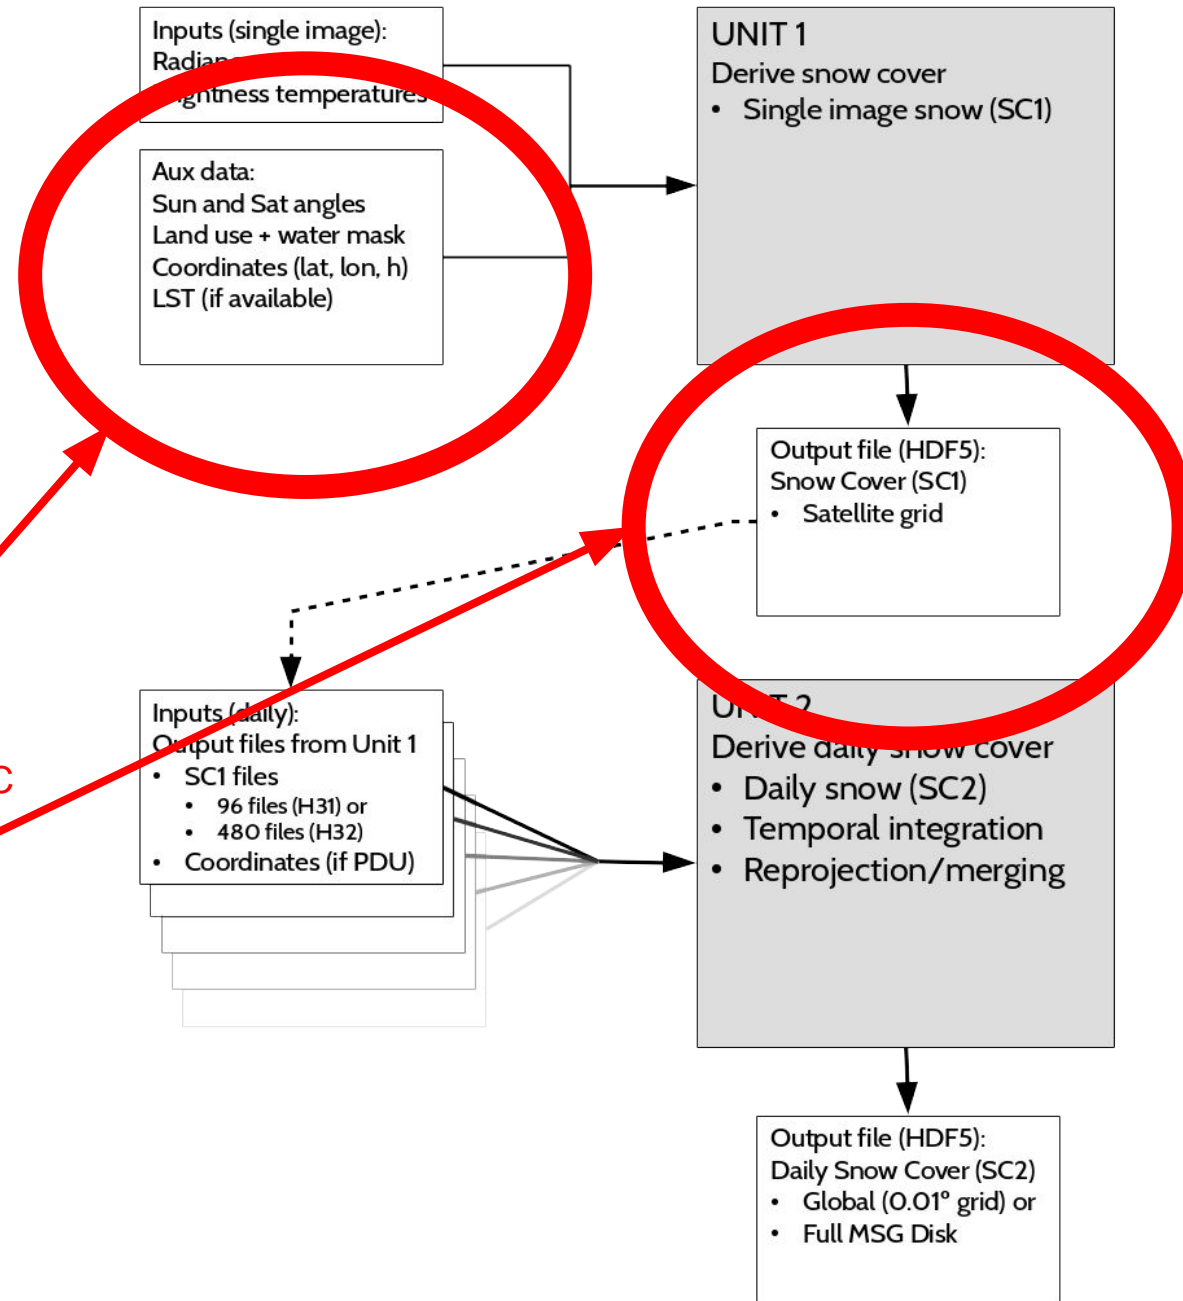 Inputs (single image):
temperatures
Aux data:
Sun and Sat angles
Land use + water mask
Coordinates (lat, lon, h)
LST (if available)
UNIT 1
Derive snow cover
• Single image snow (SC1)
Output file (HDF5):
Snow Cover (SC1)
• Satellite grid
c
Inputs (daily):
Output files from Unit 1
• SC1 files
• 96 files (H31) or
• 480 files (H32)
• Coordinates (if PDU)
UNIT 2
Derive daily snow cover
• Daily snow (SC2)
• Temporal integration
• Reprojection/merging
Output file (HDF5):
Daily Snow Cover (SC2)
• Global (0.01º grid) or
• Full MSG Disk